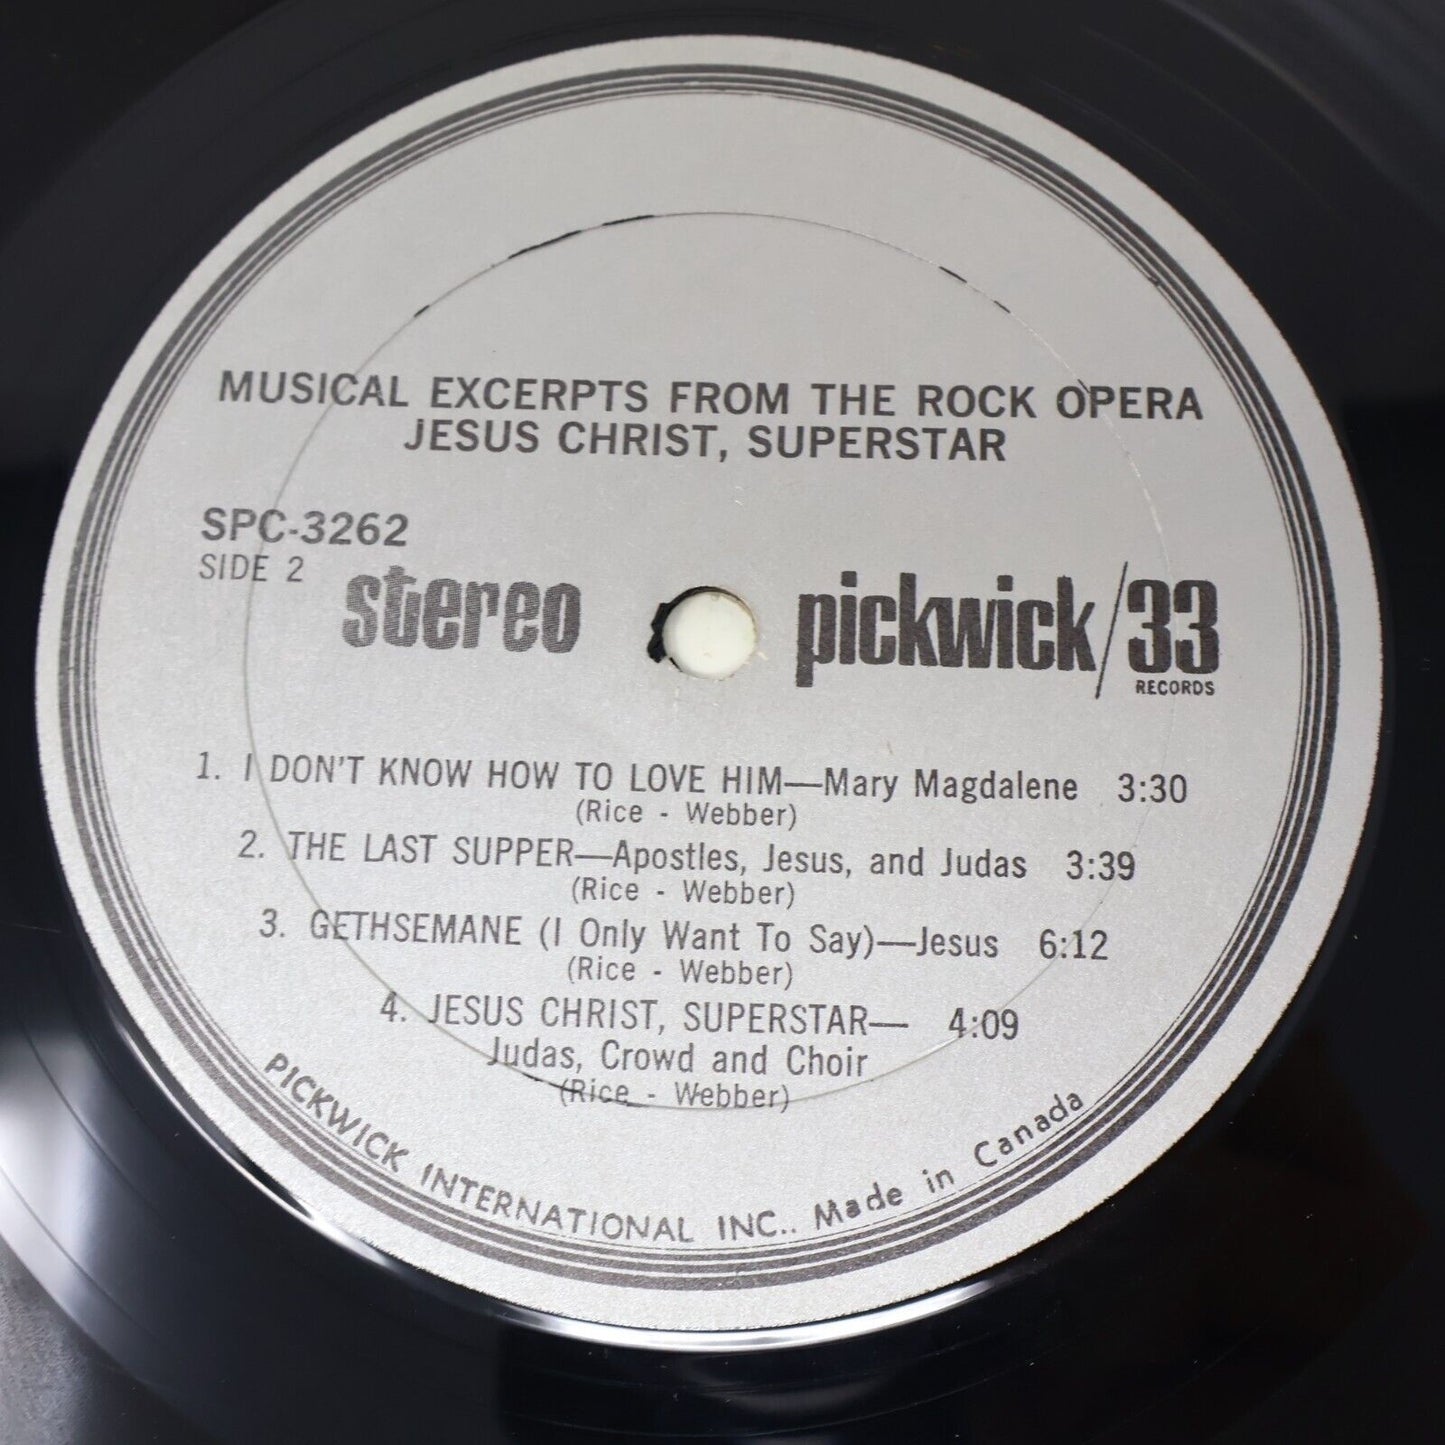 MUSICAL EXCERPTS FROM THE ROCK OPERA
JESUS CHRIST, SUPERSTAR
SPC-3262
SIDE 2
stereo
pickwick/33
RECORDS
1. I DON'T KNOW HOW TO LOVE HIM—Mary Magdalene 3:30
(Rice - Webber)
2. THE LAST SUPPER—Apostles, Jesus, and Judas 3:39
(Rice - Webber)
3. GETHSEMANE (I Only Want To Say)—Jesus 6:12
(Rice - Webber)
4. JESUS CHRIST, SUPERSTAR— 4:09
Judas, Crowd and Choir
(Rice - Webber)
PICKWICK INTERNATIONAL INC.. Made in Canada